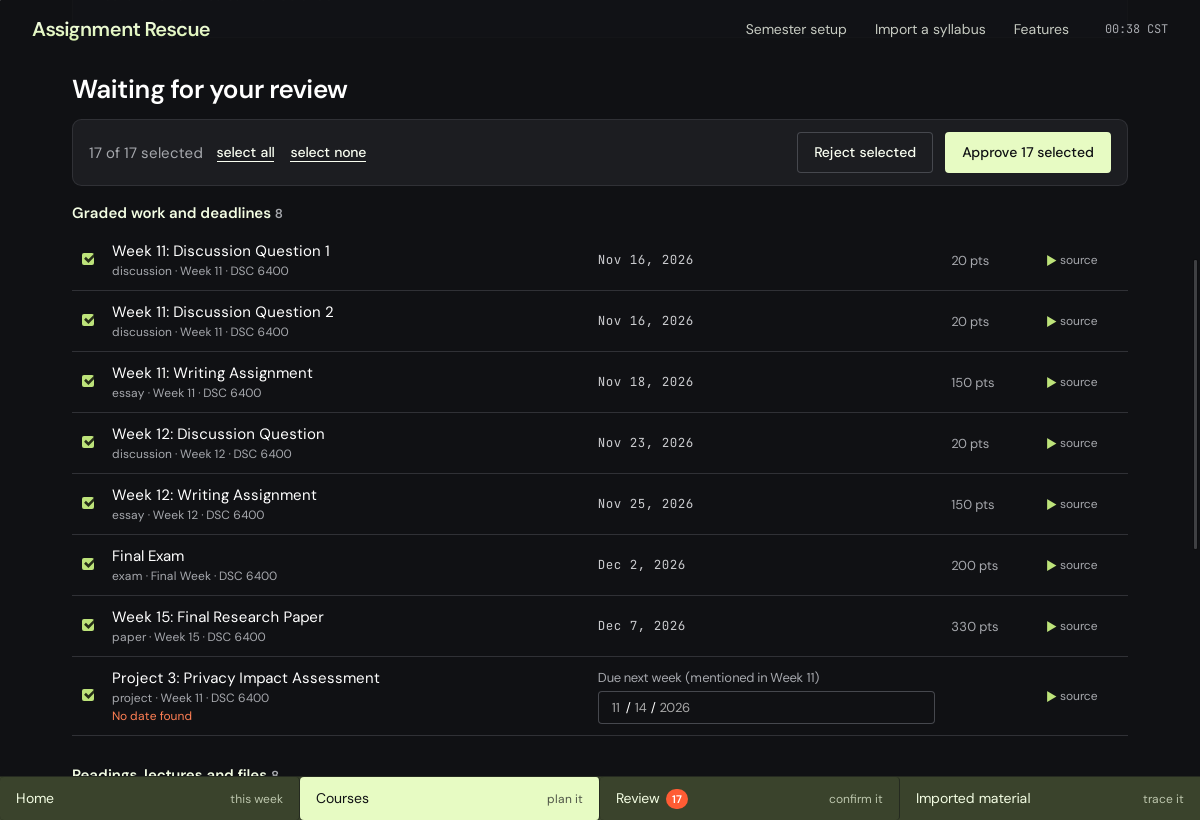 Assignment Rescue
Semester setup
Import a syllabus
Features
00:38 CST
Waiting for your review
17 of 17 selected
select all
select none
Reject selected
Approve 17 selected
Graded work and deadlines 8
Week 11: Discussion Question 1
discussion · Week 11 · DSC 6400
Nov 16, 2026
20 pts
▶ source
Week 11: Discussion Question 2
discussion · Week 11 · DSC 6400
Nov 16, 2026
20 pts
▶ source
Week 11: Writing Assignment
essay · Week 11 · DSC 6400
Nov 18, 2026
150 pts
▶ source
Week 12: Discussion Question
discussion · Week 12 · DSC 6400
Nov 23, 2026
20 pts
▶ source
Week 12: Writing Assignment
essay · Week 12 · DSC 6400
Nov 25, 2026
150 pts
▶ source
Final Exam
exam · Final Week · DSC 6400
Dec 2, 2026
200 pts
▶ source
Week 15: Final Research Paper
paper · Week 15 · DSC 6400
Dec 7, 2026
330 pts
▶ source
Project 3: Privacy Impact Assessment
project · Week 11 · DSC 6400
No date found
Due next week (mentioned in Week 11)
11 / 14 / 2026
▶ source
Readings, lectures and files 8
Home
this week
Courses
plan it
Review 17
confirm it
Imported material
trace it